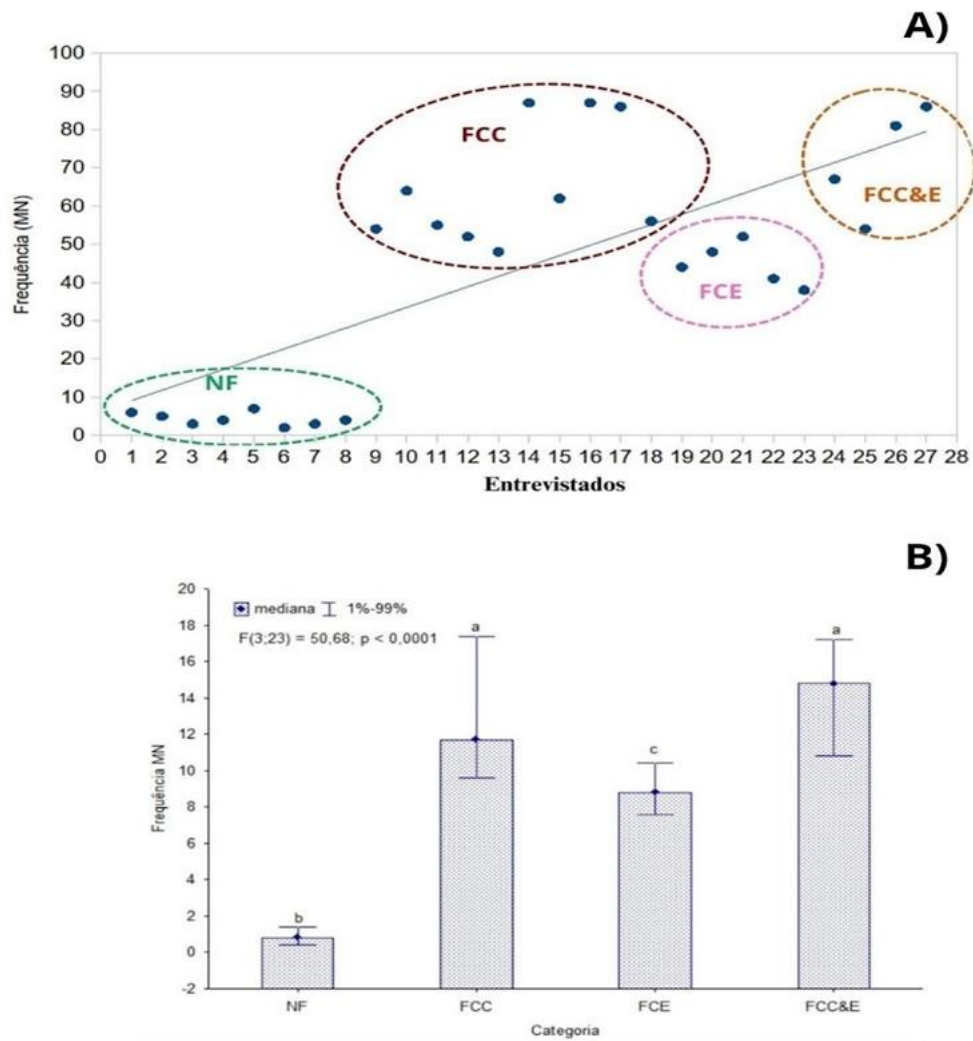 A)
100
90
80
70
60
50
40
30
20
10
0
Frequência (MN)
FCC
FCC&E
FCE
NF
0 1 2 3 4 5 6 7 8 9 10 11 12 13 14 15 16 17 18 19 20 21 22 23 24 25 26 27 28
Entrevistados
B)
20
18
16
14
12
10
8
6
4
2
0
-2
Frequência MN
mediana 1%-99%
F(3;23) = 50,68; p < 0,0001
b
a
c
a
NF FCC FCE FCC&E
Categoria